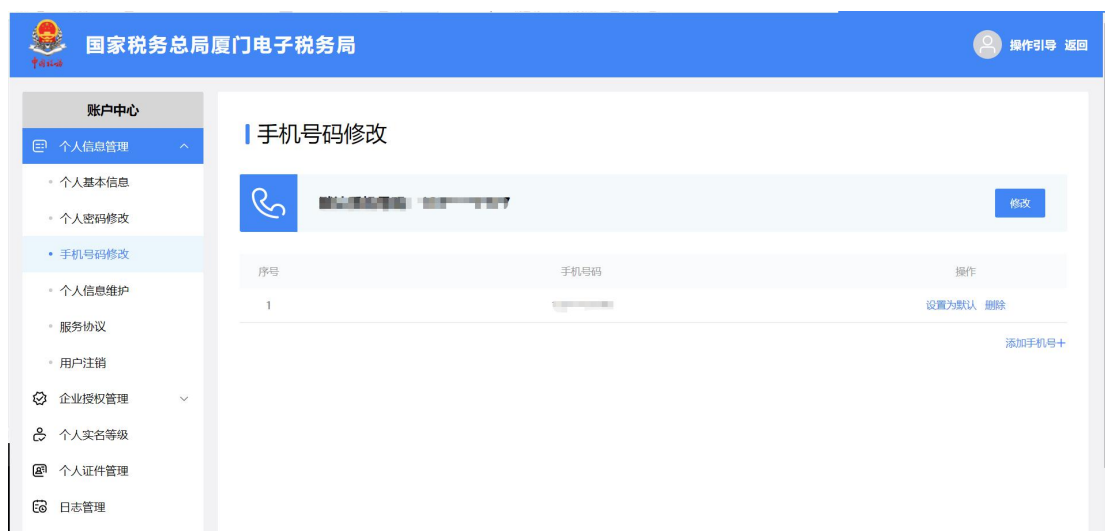 国家税务总局厦门电子税务局
操作引导 返回
账户中心
个人信息管理
个人基本信息
个人密码修改
手机号码修改
个人信息维护
服务协议
用户注销
企业授权管理
个人实名等级
个人证件管理
日志管理
手机号码修改
修改
序号 手机号码 操作
1 设置为默认 删除
添加手机号+